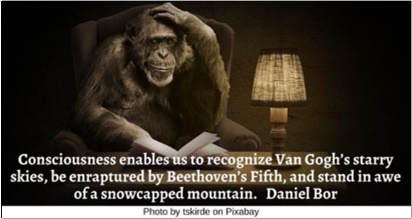 Consciousness enables us to recognize Van Gogh's starry
skies, be enraptured by Beethoven's Fifth, and stand in awe
of a snowcapped mountain.   Daniel Bor
Photo by tskirde on Pixabay